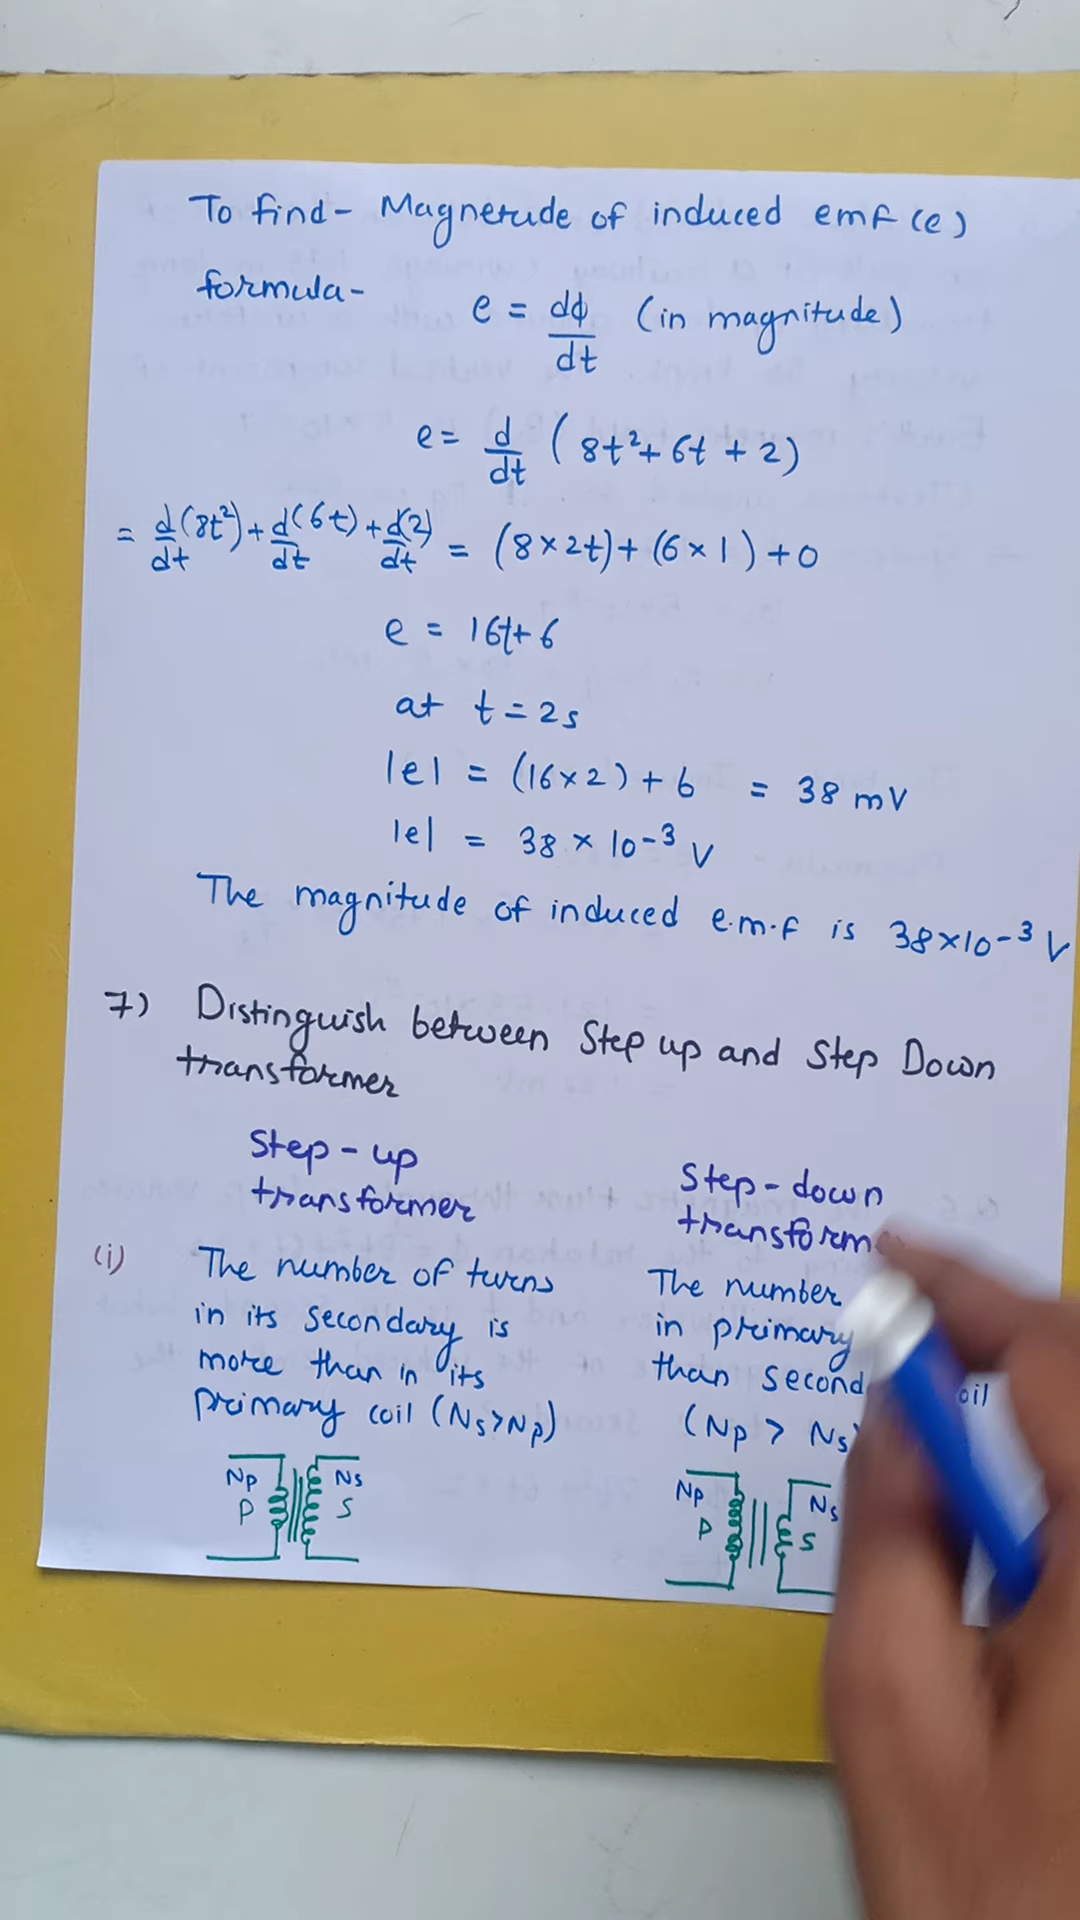 To find- Magnetude of induced emf (e)
formula-
e = dϕ/dt (in magnitude)
e = d/dt (8t²+6t+2)
= d/dt(8t²)+d/dt(6t)+d/dt(2) = (8×2t)+(6×1)+0
e = 16t+6
at t=2s
|e| = (16×2)+6 = 38 mV
|e| = 38×10-³ V
The magnitude of induced e.m.f is 38×10-³ V
7) Distinguish between Step up and Step Down
transformer
Step-up
transformer
(i) The number of turns
in its secondary is
more than in its
primary coil (Ns>Np)
Np Ns
P S
Step-down
The number
in primary
than
(Np > Ns
Np Ns
P S